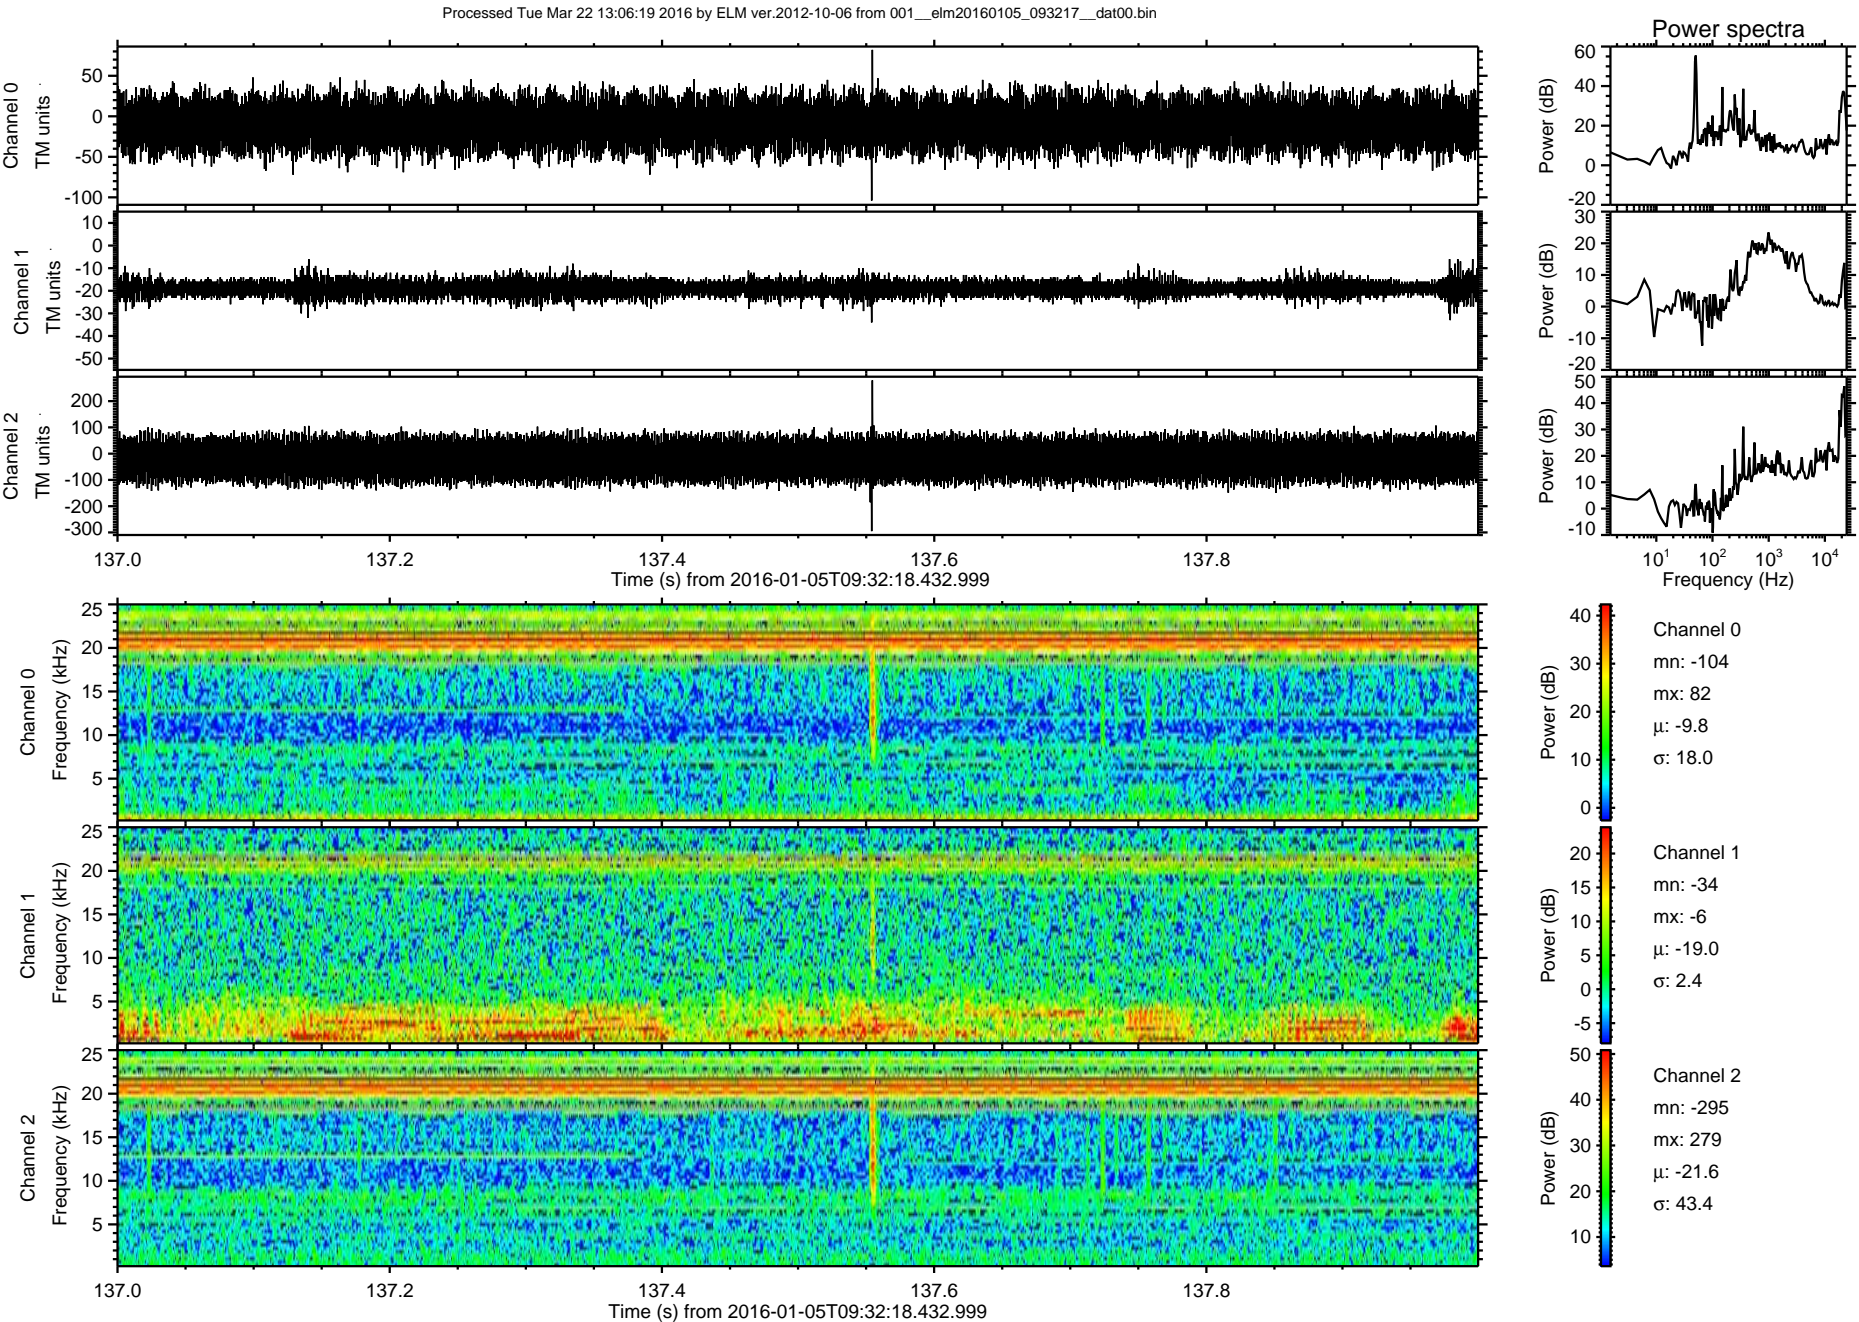 Processed Tue Mar 22 13:06:19 2016 by ELM ver.2012-10-06 from 001__elm20160105_093217__dat00.bin
Power spectra
Channel 0
TM units
50
0
-50
-100
Power (dB)
60
40
20
0
-20
Channel 1
TM units
10
0
-10
-20
-30
-40
-50
Power (dB)
30
20
10
0
-10
-20
Channel 2
TM units
200
100
0
-100
-200
-300
Power (dB)
50
40
30
20
10
0
-10
137.0 137.2 137.4 137.6 137.8
Time (s) from 2016-01-05T09:32:18.432.999
10^1 10^2 10^3 10^4
Frequency (Hz)
Channel 0
Frequency (kHz)
25
20
15
10
5
Power (dB)
40
30
20
10
0
Channel 0
mn: -104
mx: 82
μ: -9.8
σ: 18.0
Channel 1
Frequency (kHz)
25
20
15
10
5
Power (dB)
20
15
10
5
0
-5
Channel 1
mn: -34
mx: -6
μ: -19.0
σ: 2.4
Channel 2
Frequency (kHz)
25
20
15
10
5
Power (dB)
50
40
30
20
10
Channel 2
mn: -295
mx: 279
μ: -21.6
σ: 43.4
137.0 137.2 137.4 137.6 137.8
Time (s) from 2016-01-05T09:32:18.432.999